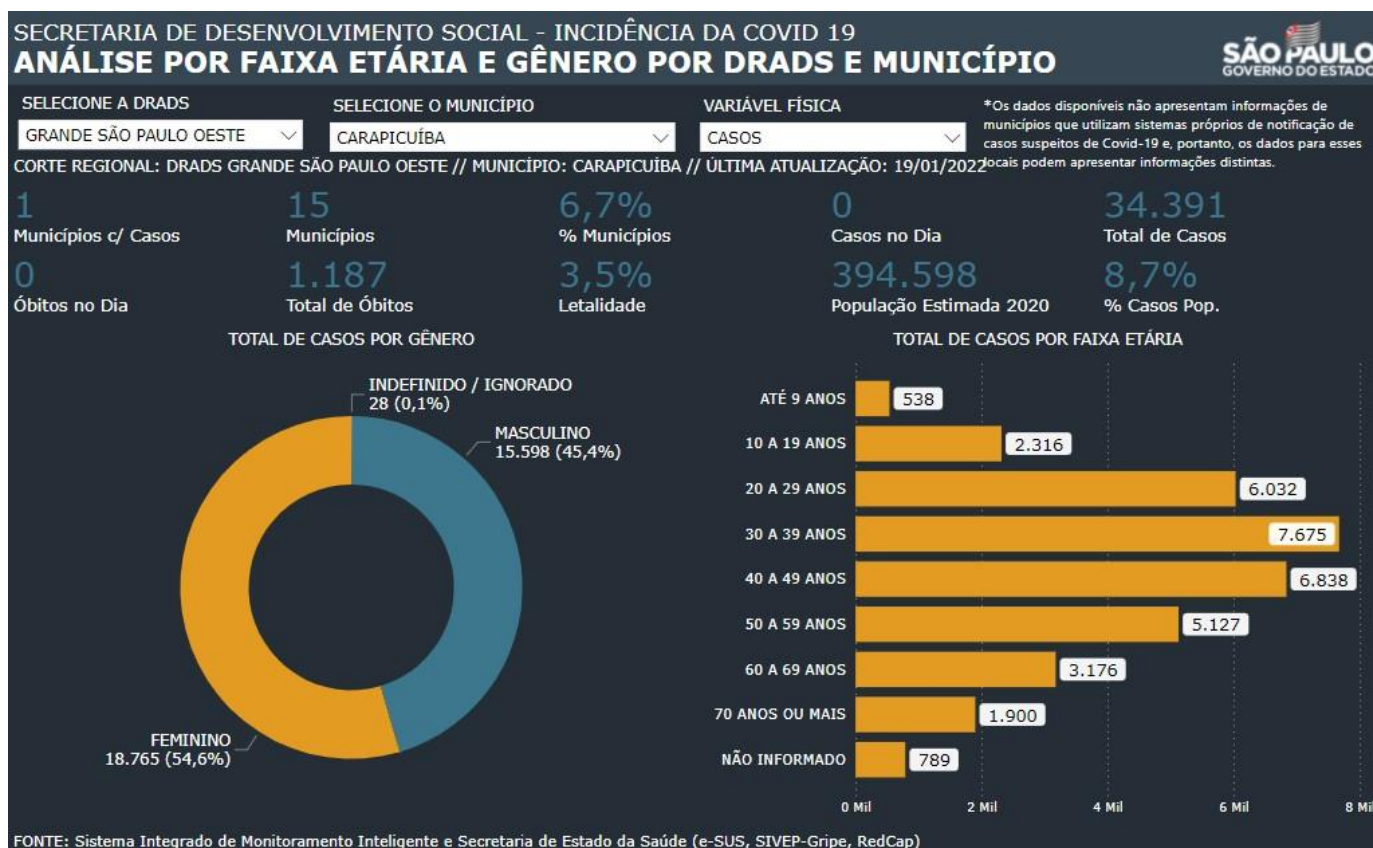 SECRETARIA DE DESENVOLVIMENTO SOCIAL - INCIDÊNCIA DA COVID 19
ANÁLISE POR FAIXA ETÁRIA E GÊNERO POR DRADS E MUNICÍPIO
SÃO PAULO
GOVERNO DO ESTADO
SELECIONE A DRADS
GRANDE SÃO PAULO OESTE
SELECIONE O MUNICÍPIO
CARAPICUÍBA
VARIÁVEL FÍSICA
CASOS
*Os dados disponíveis não apresentam informações de
municípios que utilizam sistemas próprios de notificação de
casos suspeitos de Covid-19 e, portanto, os dados para esses
locais podem apresentar informações distintas.
CORTE REGIONAL: DRADS GRANDE SÃO PAULO OESTE // MUNICÍPIO: CARAPICUÍBA // ÚLTIMA ATUALIZAÇÃO: 19/01/2022
1
Municípios c/ Casos
15
Municípios
6,7%
% Municípios
0
Casos no Dia
34.391
Total de Casos
0
Óbitos no Dia
1.187
Total de Óbitos
3,5%
Letalidade
394.598
População Estimada 2020
8,7%
% Casos Pop.
TOTAL DE CASOS POR GÊNERO
INDEFINIDO / IGNORADO
28 (0,1%)
MASCULINO
15.598 (45,4%)
FEMININO
18.765 (54,6%)
TOTAL DE CASOS POR FAIXA ETÁRIA
ATÉ 9 ANOS 538
10 A 19 ANOS 2.316
20 A 29 ANOS 6.032
30 A 39 ANOS 7.675
40 A 49 ANOS 6.838
50 A 59 ANOS 5.127
60 A 69 ANOS 3.176
70 ANOS OU MAIS 1.900
NÃO INFORMADO 789
0 Mil 2 Mil 4 Mil 6 Mil 8 Mil
FONTE: Sistema Integrado de Monitoramento Inteligente e Secretaria de Estado da Saúde (e-SUS, SIVEP-Gripe, RedCap)